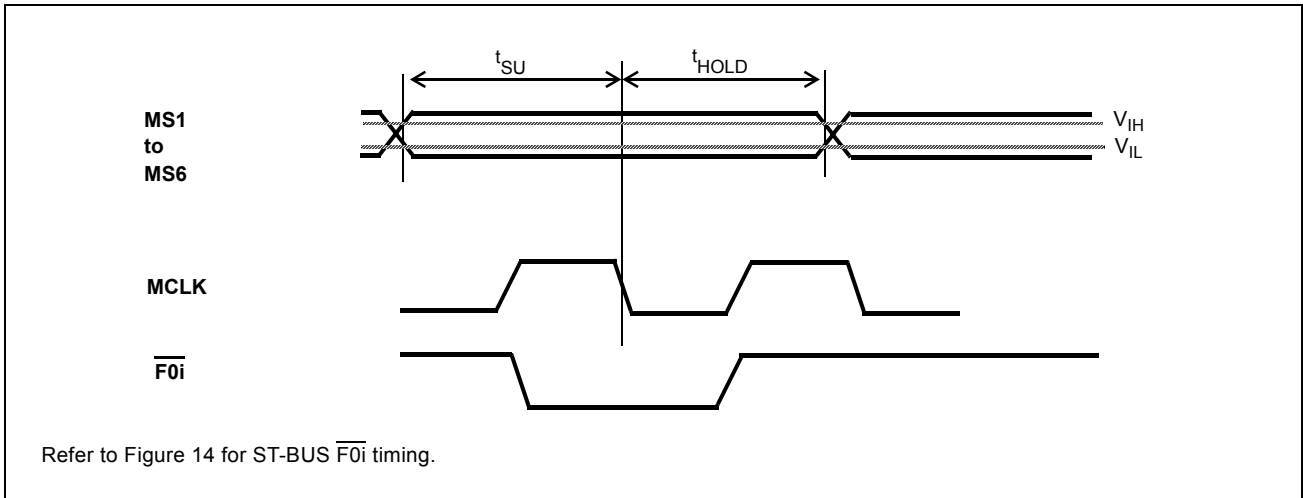 tSU
tHOLD
MS1
to
MS6
VIH
VIL
MCLK
F0i
Refer to Figure 14 for ST-BUS F0i timing.